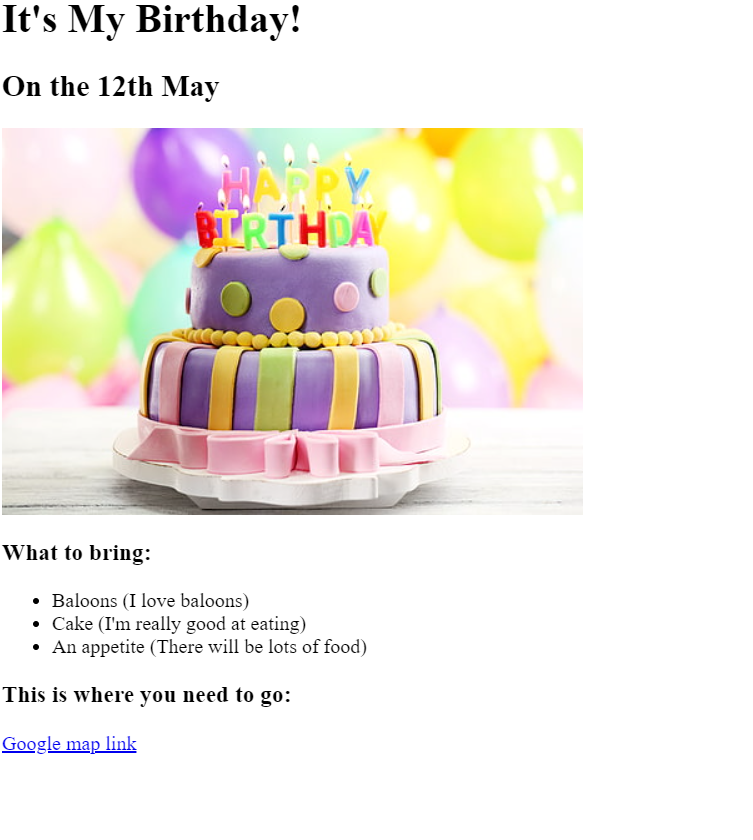 It's My Birthday!
On the 12th May
HAPPY
BIRTHDAY
What to bring:
Baloons (I love baloons)
Cake (I'm really good at eating)
An appetite (There will be lots of food)
This is where you need to go:
Google map link